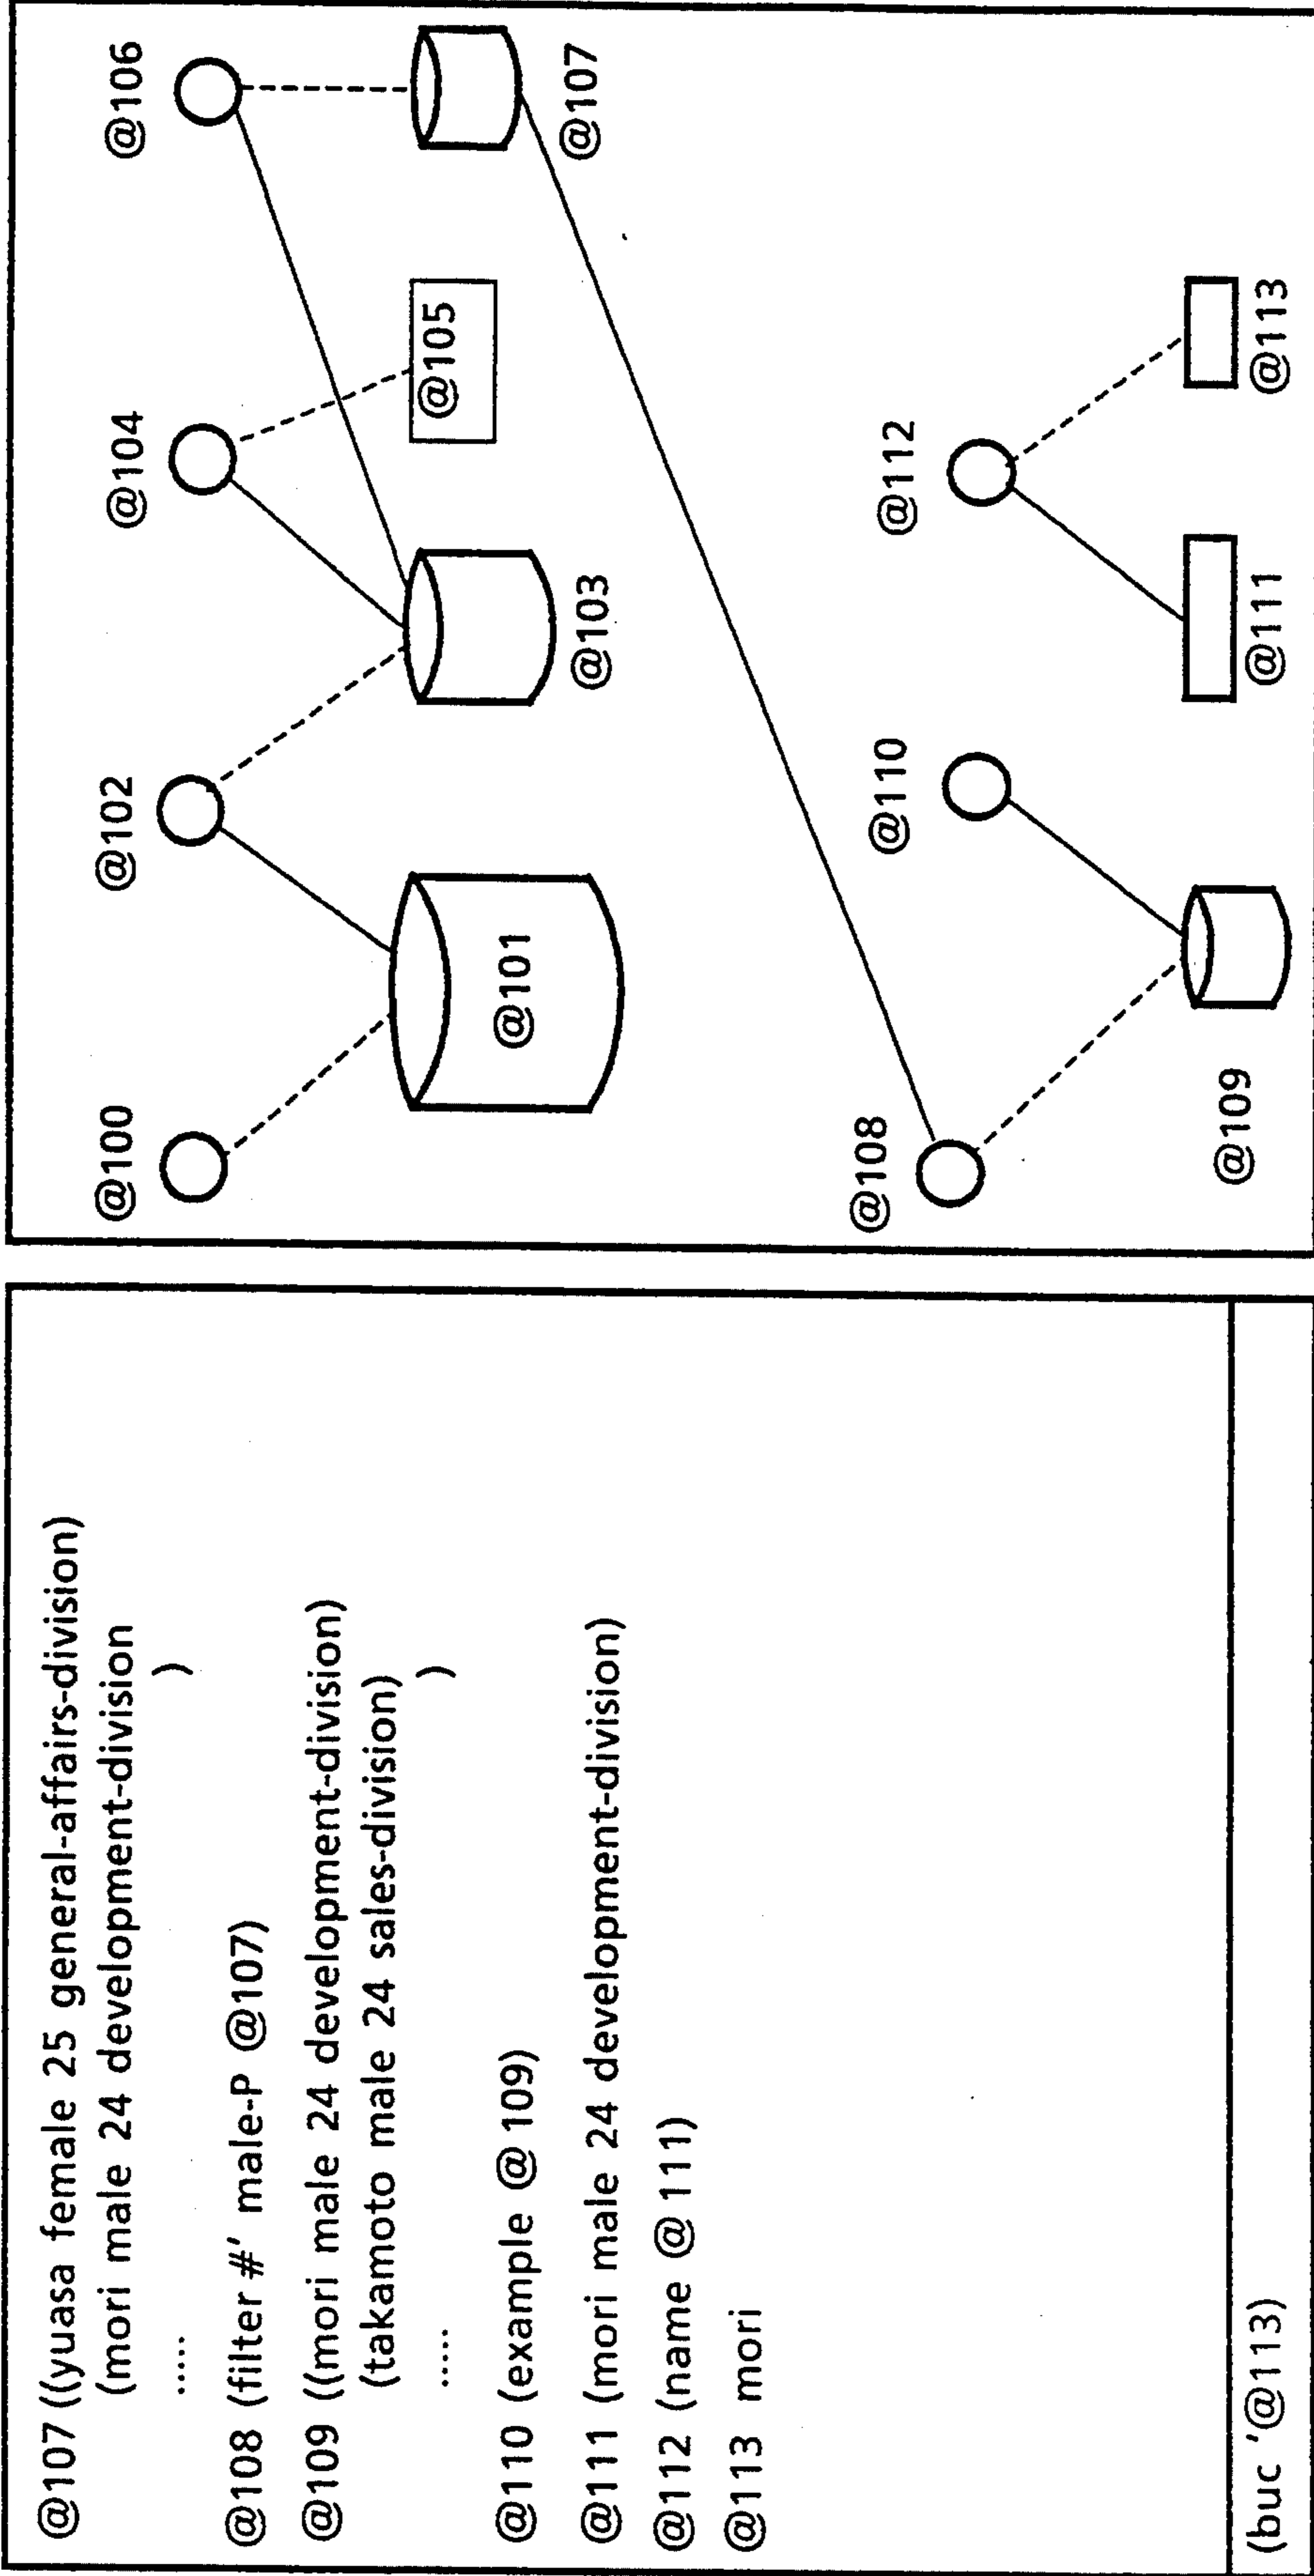 @107 ((yuasa female 25 general-affairs-division)
(mori male 24 development-division
..... )
@108 (filter #' male-P @107)
@109 ((mori male 24 development-division)
(takamoto male 24 sales-division)
..... )
@110 (example @109)
@111 (mori male 24 development-division)
@112 (name @111)
@113 mori
(buc '@113)
@100
@102
@104
@106
@101
@105
@103
@107
@108
@110
@112
@109
@111
@113